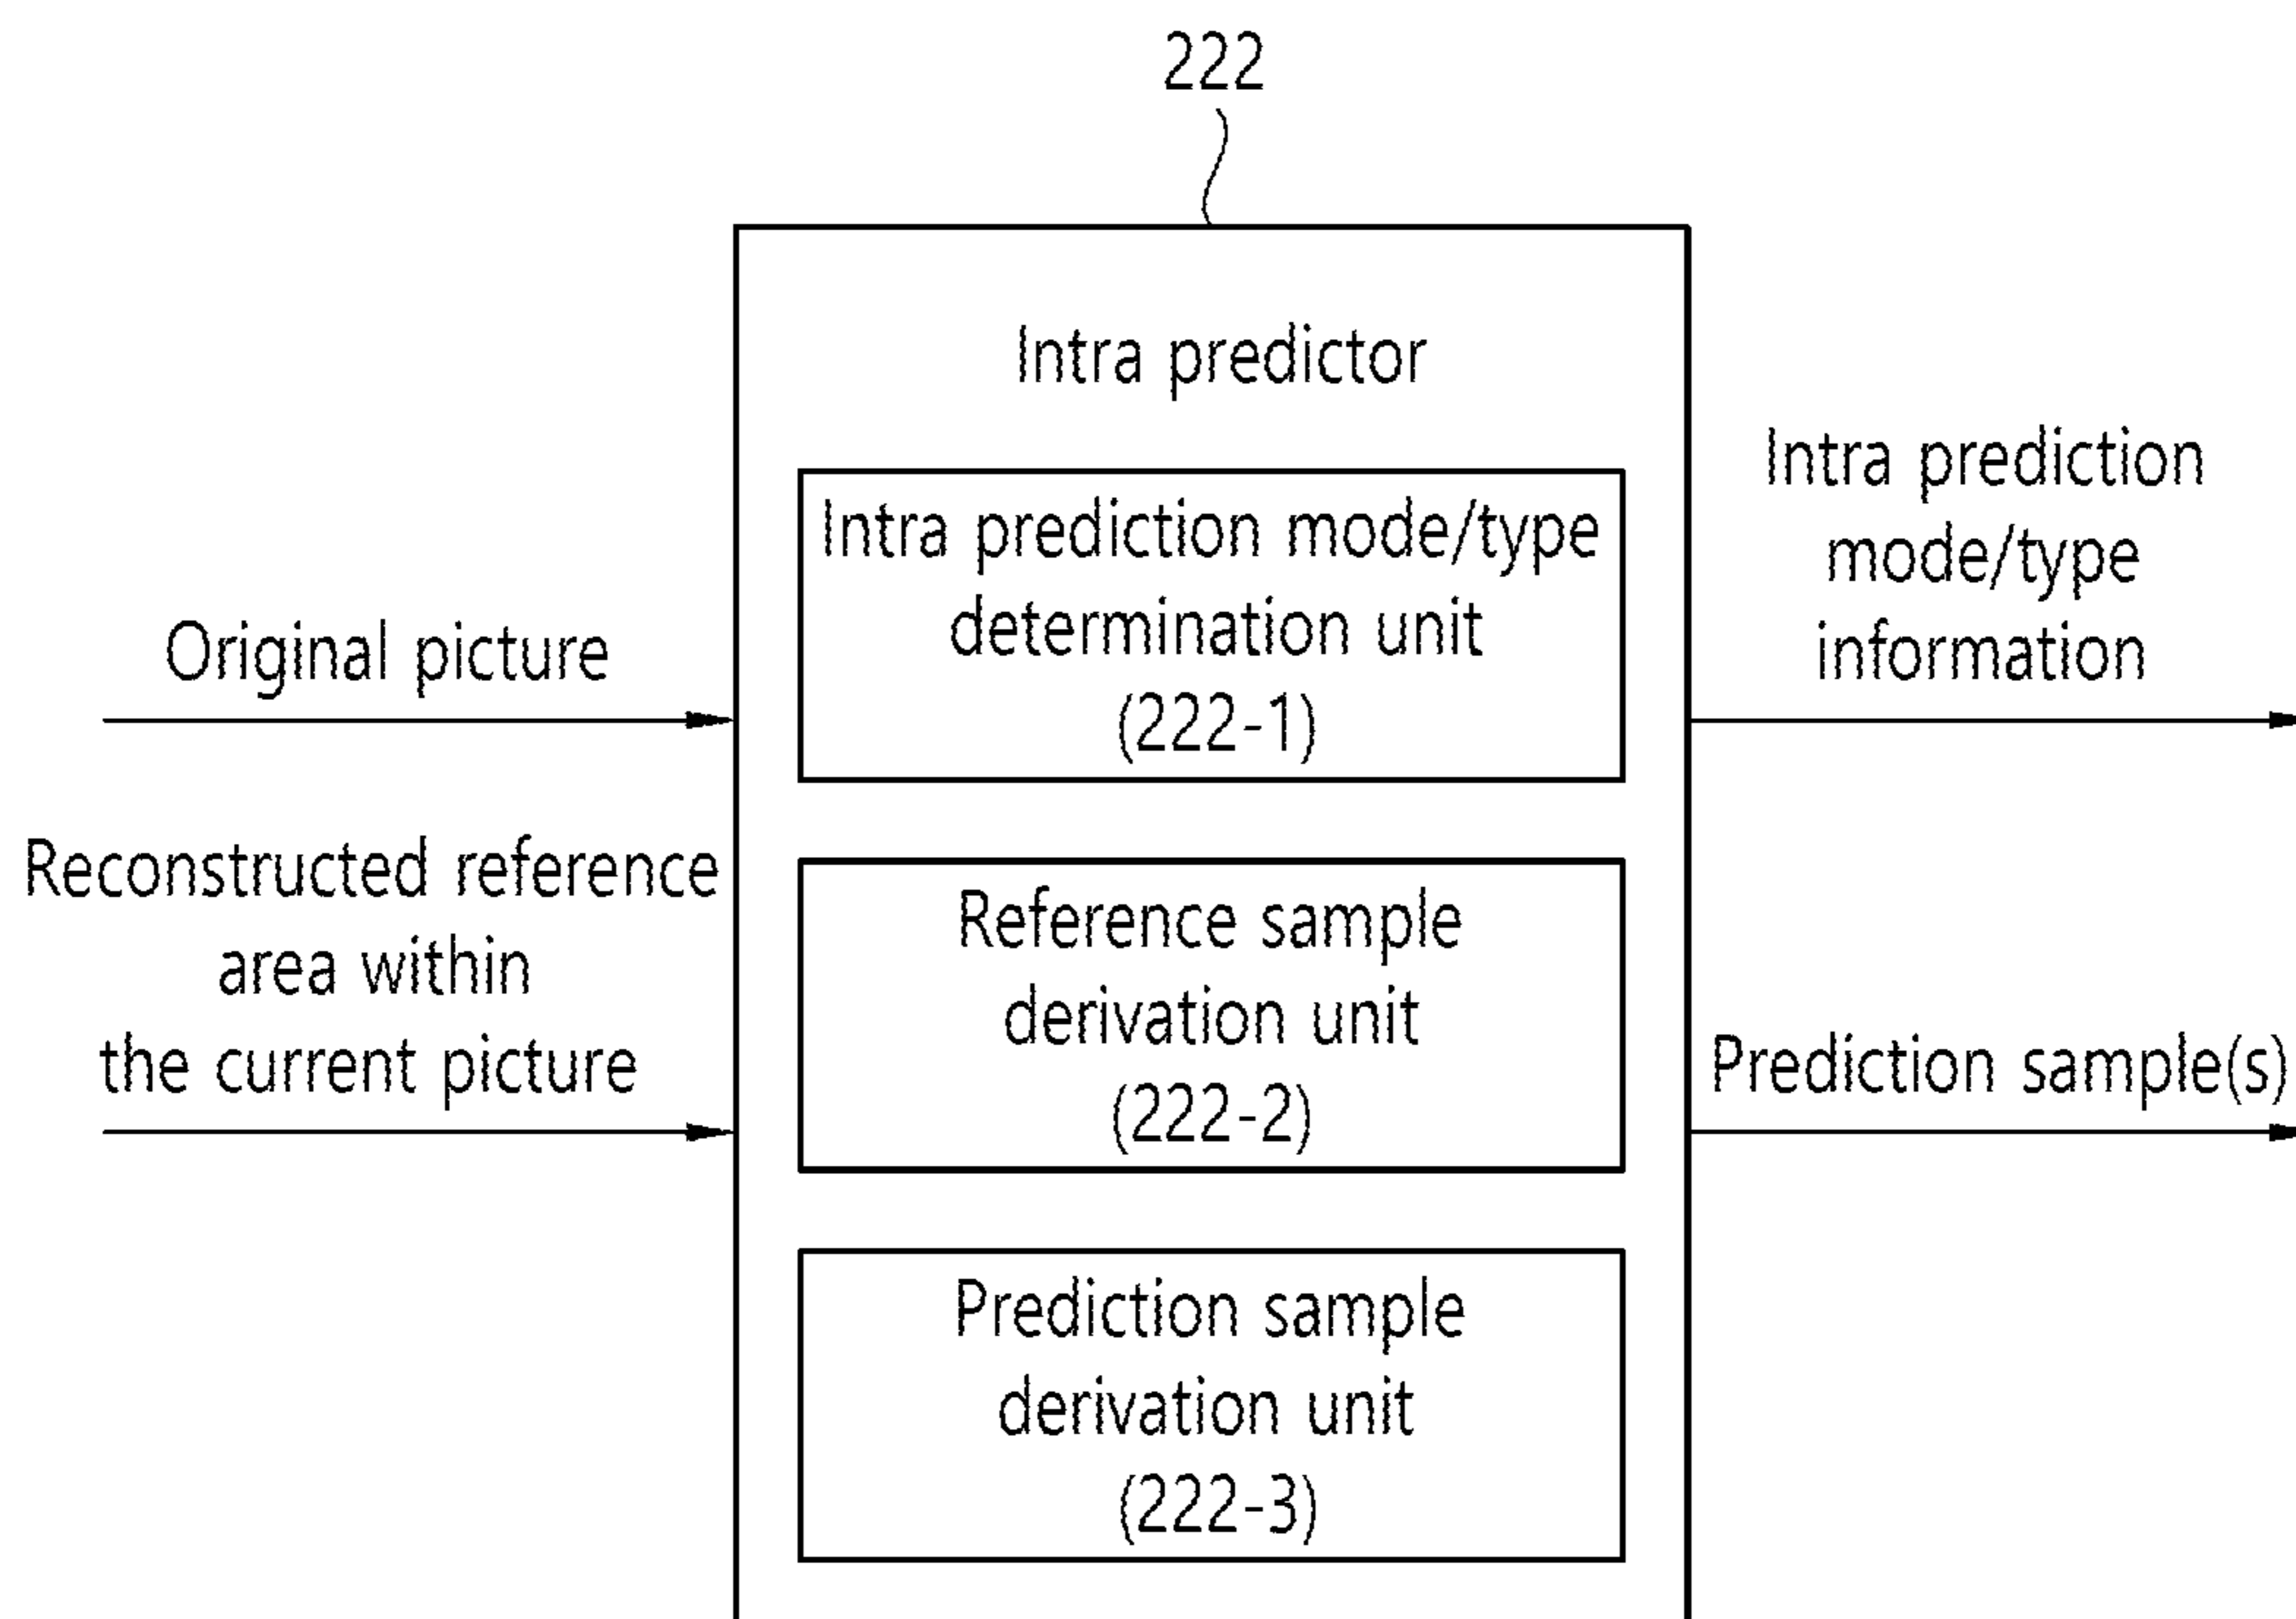 222
Intra predictor
Intra prediction mode/type
determination unit
(222-1)
Reference sample
derivation unit
(222-2)
Prediction sample
derivation unit
(222-3)
Original picture
Reconstructed reference
area within
the current picture
Intra prediction
mode/type
information
Prediction sample(s)